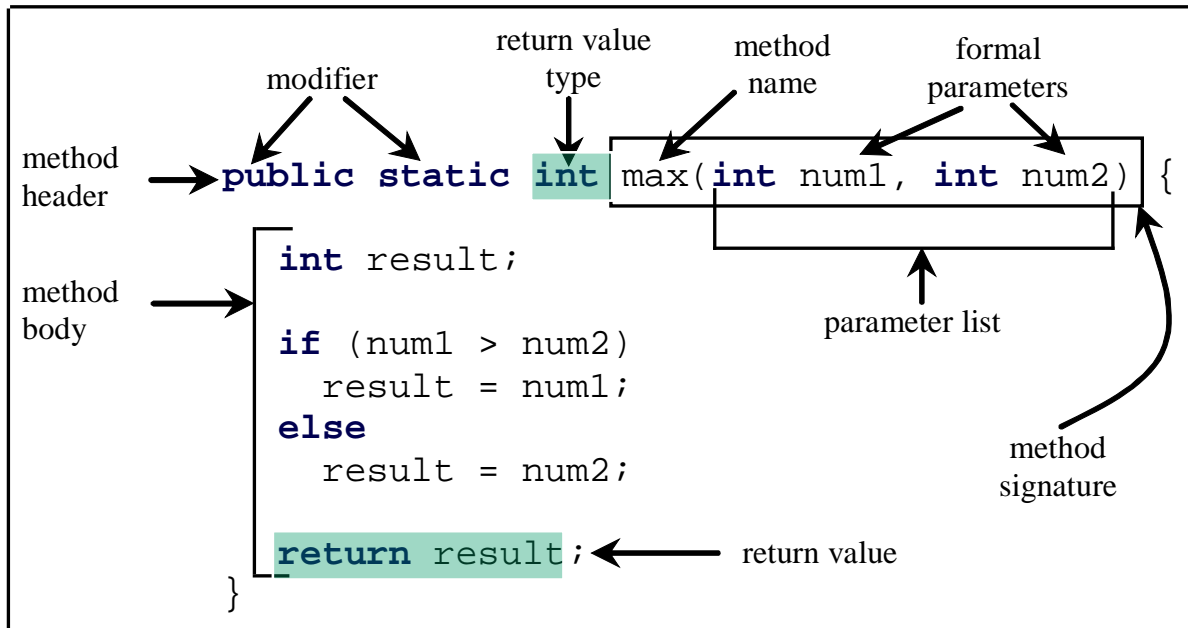 return value
type
method
name
formal
parameters
modifier
method
header
public static int max(int num1, int num2) {
method
body
int result;
parameter list
if (num1 > num2)
result = num1;
else
result = num2;
method
signature
return result;
return value
}